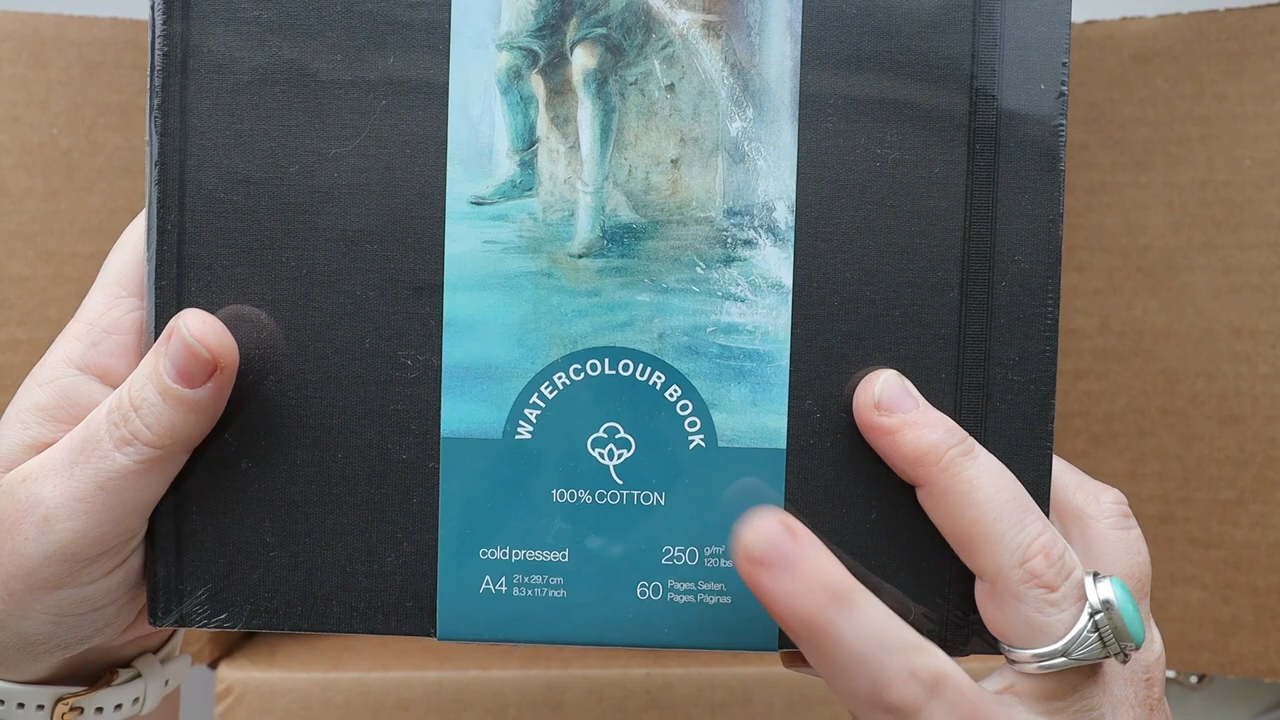 WATERCOLOUR BOOK
100% COTTON
cold pressed
250 g/m²
120 lbs
A4 21 x 29,7 cm
8.3 x 11.7 inch
60 Pages, Seiten,
Pages, Páginas